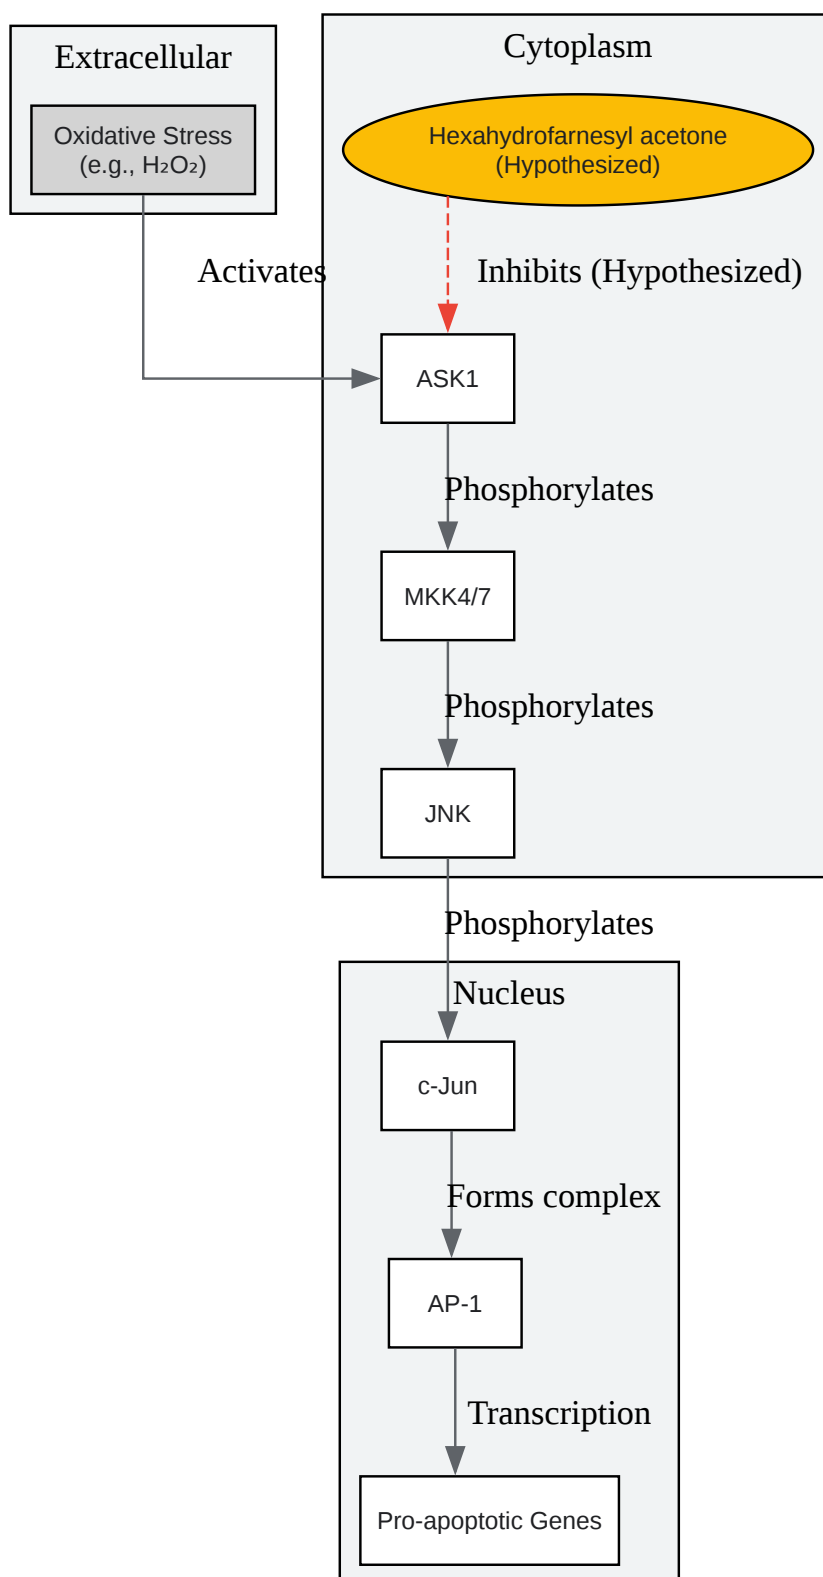 Extracellular
Cytoplasm
Oxidative Stress
(e.g., H₂O₂)
Hexahydrofarnesyl acetone
(Hypothesized)
Activates
Inhibits (Hypothesized)
ASK1
Phosphorylates
MKK4/7
Phosphorylates
JNK
Phosphorylates
Nucleus
c-Jun
Forms complex
AP-1
Transcription
Pro-apoptotic Genes